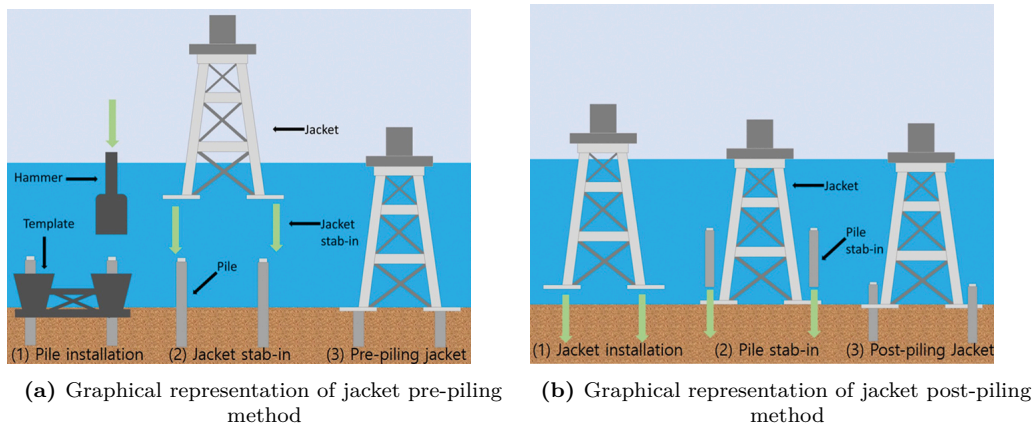 Jacket
Hammer
Template
Jacket
stab-in
Pile
(1) Pile installation
(2) Jacket stab-in
(3) Pre-piling jacket
(a) Graphical representation of jacket pre-piling
method
Jacket
Pile
stab-in
(1) Jacket installation
(2) Pile stab-in
(3) Post-piling Jacket
(b) Graphical representation of jacket post-piling
method